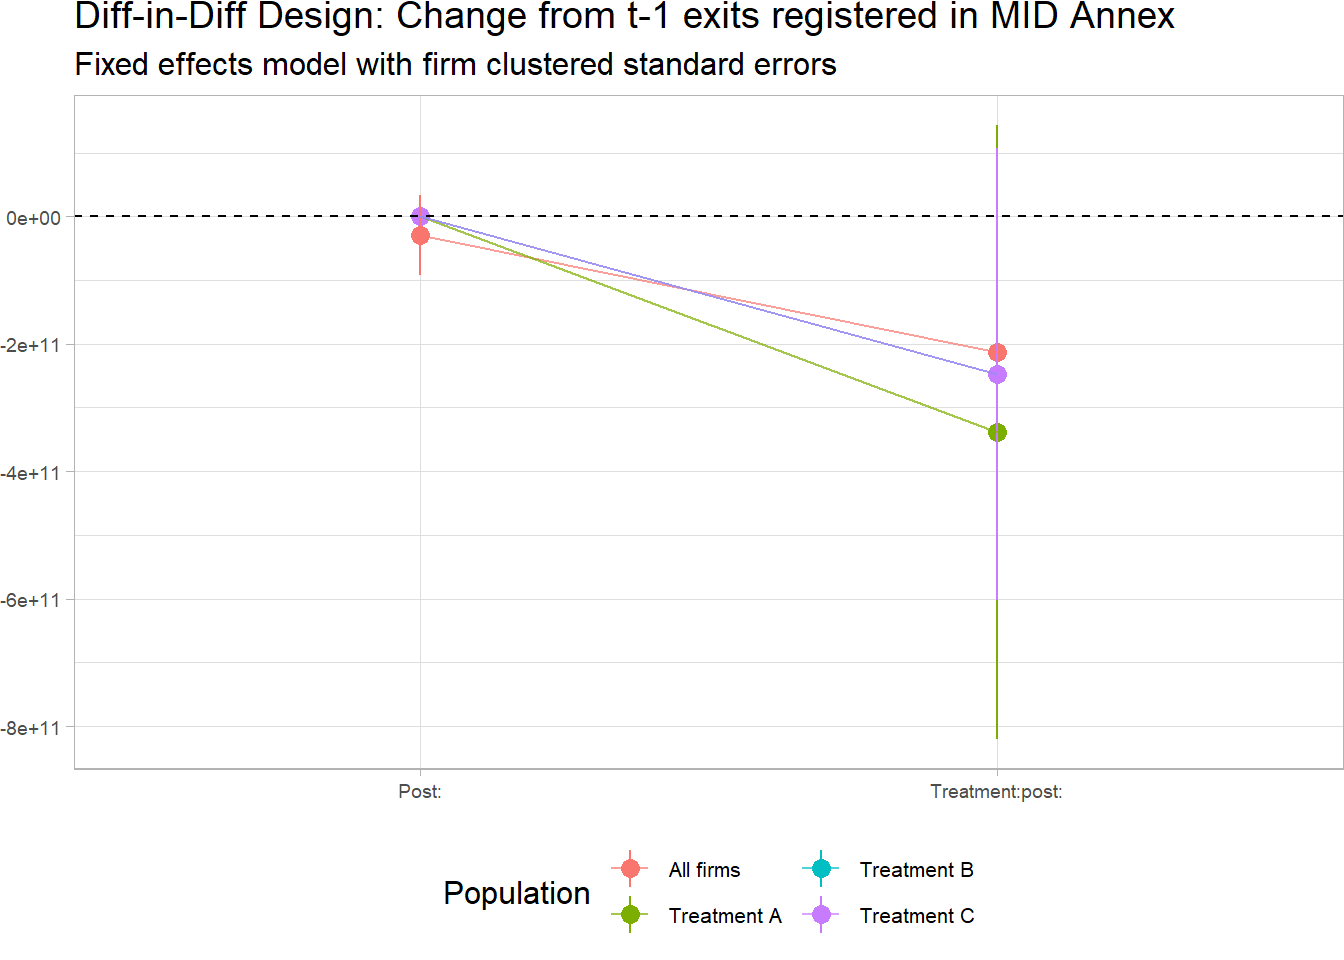 Diff-in-Diff Design: Change from t-1 exits registered in MID Annex
Fixed effects model with firm clustered standard errors
0e+00
-2e+11
-4e+11
-6e+11
-8e+11
Post:
Treatment:post:
Population
All firms
Treatment B
Treatment A
Treatment C